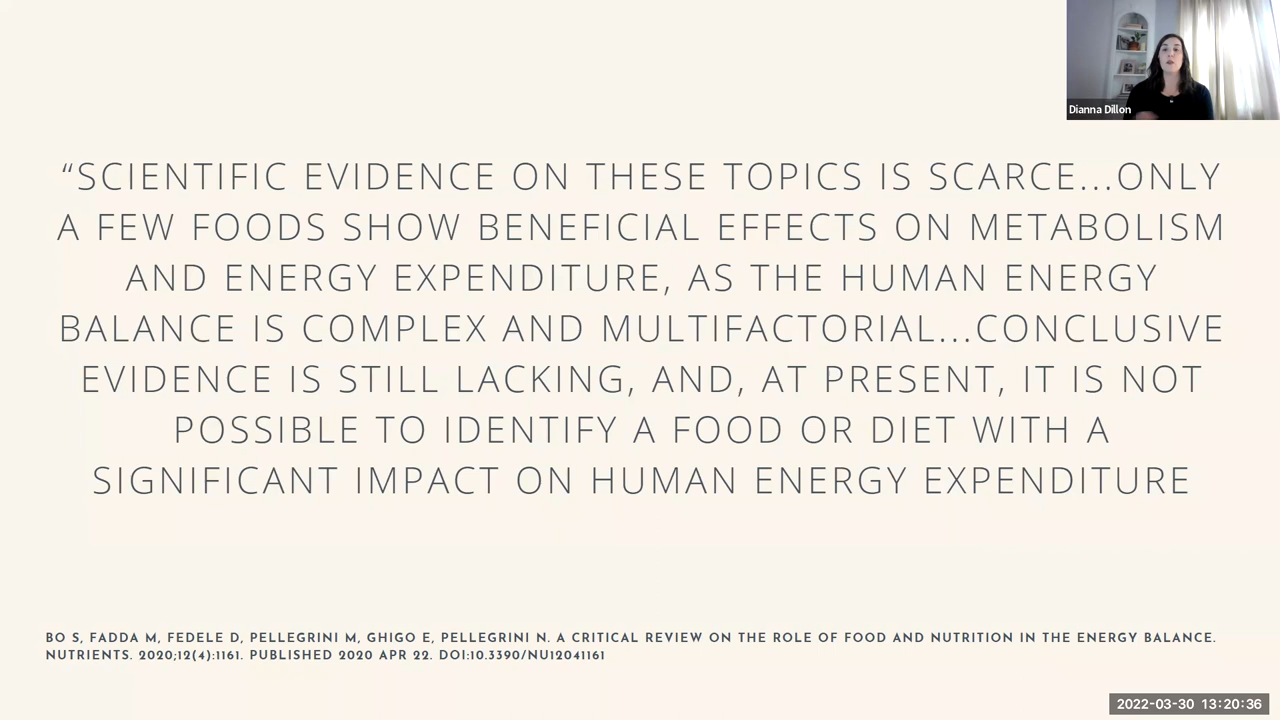 Dianna Dillon
“SCIENTIFIC EVIDENCE ON THESE TOPICS IS SCARCE...ONLY
A FEW FOODS SHOW BENEFICIAL EFFECTS ON METABOLISM
AND ENERGY EXPENDITURE, AS THE HUMAN ENERGY
BALANCE IS COMPLEX AND MULTIFACTORIAL...CONCLUSIVE
EVIDENCE IS STILL LACKING, AND, AT PRESENT, IT IS NOT
POSSIBLE TO IDENTIFY A FOOD OR DIET WITH A
SIGNIFICANT IMPACT ON HUMAN ENERGY EXPENDITURE
BO S, FADDA M, FEDELE D, PELLEGRINI M, GHIGO E, PELLEGRINI N. A CRITICAL REVIEW ON THE ROLE OF FOOD AND NUTRITION IN THE ENERGY BALANCE.
NUTRIENTS. 2020;12(4):1161. PUBLISHED 2020 APR 22. DOI:10.3390/NU12041161
2022-03-30 13:20:36